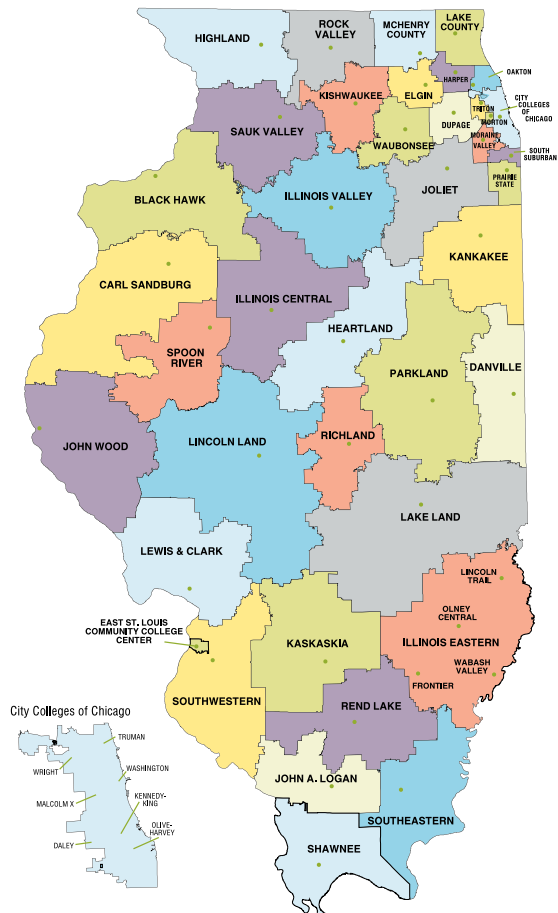 HIGHLAND
ROCK
VALLEY
MCHENRY
COUNTY
LAKE
COUNTY
OAKTON
HARPER
ELGIN
KISHWAUKEE
CITY
COLLEGES OF
CHICAGO
TRITON
MORTON
DUPAGE
SAUK VALLEY
WAUBONSEE
MORAINE
VALLEY
SOUTH
SUBURBAN
PRAIRIE
STATE
JOLIET
ILLINOIS VALLEY
BLACK HAWK
KANKAKEE
CARL SANDBURG
ILLINOIS CENTRAL
HEARTLAND
SPOON
RIVER
PARKLAND
DANVILLE
JOHN WOOD
LINCOLN LAND
RICHLAND
LAKE LAND
LEWIS & CLARK
LINCOLN
TRAIL
OLNEY
CENTRAL
ILLINOIS EASTERN
EAST ST. LOUIS
COMMUNITY COLLEGE
CENTER
KASKASKIA
WABASH
VALLEY
FRONTIER
SOUTHWESTERN
REND LAKE
JOHN A. LOGAN
SOUTHEASTERN
SHAWNEE
City Colleges of Chicago
TRUMAN
WRIGHT
WASHINGTON
MALCOLM X
KENNEDY-
KING
OLIVE-
HARVEY
DALEY